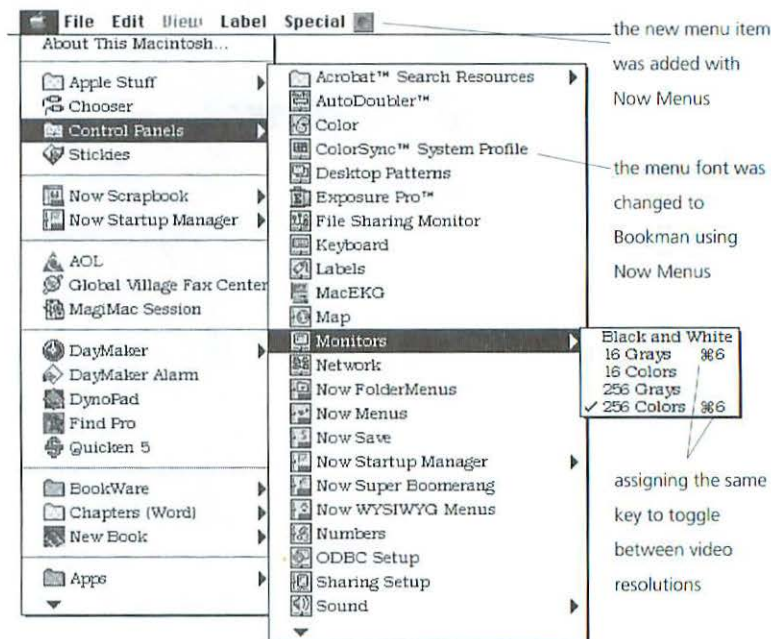 File Edit View Label Special
About This Macintosh...
Apple Stuff
Chooser
Control Panels
Stickies
Now Scrapbook
Now Startup Manager
AOL
Global Village Fax Center
MagiMac Session
DayMaker
DayMaker Alarm
DynoPad
Find Pro
Quicken 5
BookWare
Chapters (Word)
New Book
Apps
Acrobat™ Search Resources
AutoDoubler™
Color
ColorSync™ System Profile
Desktop Patterns
Exposure Pro™
File Sharing Monitor
Keyboard
Labels
MacEKG
Map
Monitors
Network
Now FolderMenus
Now Menus
Now Save
Now Startup Manager
Now Super Boomerang
Now WYSIWYG Menus
Numbers
ODBC Setup
Sharing Setup
Sound
Black and White
16 Grays ⌘6
16 Colors
256 Grays
✓ 256 Colors ⌘6
the new menu item
was added with
Now Menus
the menu font was
changed to
Bookman using
Now Menus
assigning the same
key to toggle
between video
resolutions